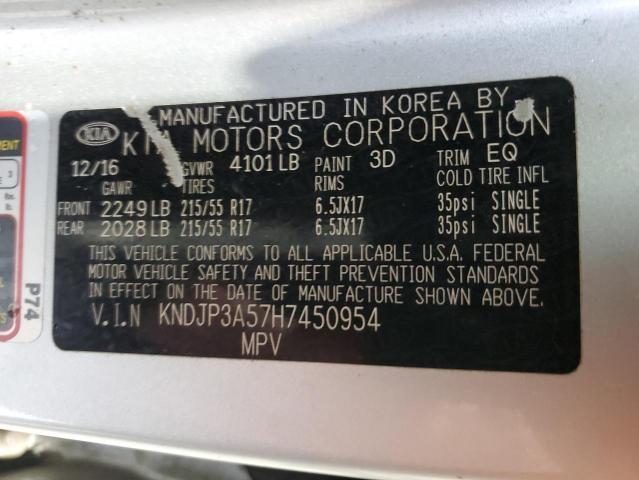 MANUFACTURED IN KOREA BY
KIA KIA MOTORS CORPORATION
12/16 GVWR 4101 LB PAINT 3D TRIM EQ
GAWR TIRES RIMS COLD TIRE INFL
FRONT 2249 LB 215/55 R17 6.5JX17 35psi SINGLE
REAR 2028 LB 215/55 R17 6.5JX17 35psi SINGLE
THIS VEHICLE CONFORMS TO ALL APPLICABLE U.S.A. FEDERAL
MOTOR VEHICLE SAFETY AND THEFT PREVENTION STANDARDS
IN EFFECT ON THE DATE OF MANUFACTURE SHOWN ABOVE.
V.I.N KNDJP3A57H7450954
MPV
P74
3